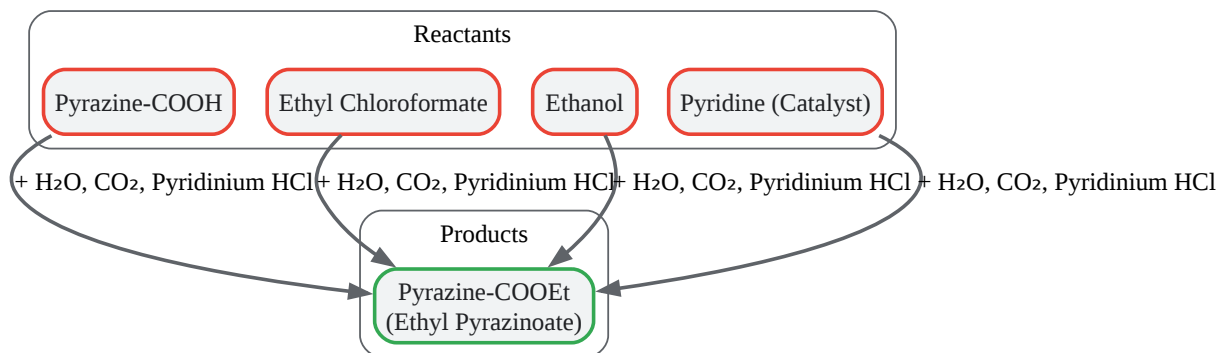 Reactants
Pyrazine-COOH
Ethyl Chloroformate
Ethanol
Pyridine (Catalyst)
+ H₂O, CO₂, Pyridinium HCl
+ H₂O, CO₂, Pyridinium HCl
+ H₂O, CO₂, Pyridinium HCl
+ H₂O, CO₂, Pyridinium HCl
Products
Pyrazine-COOEt
(Ethyl Pyrazinoate)